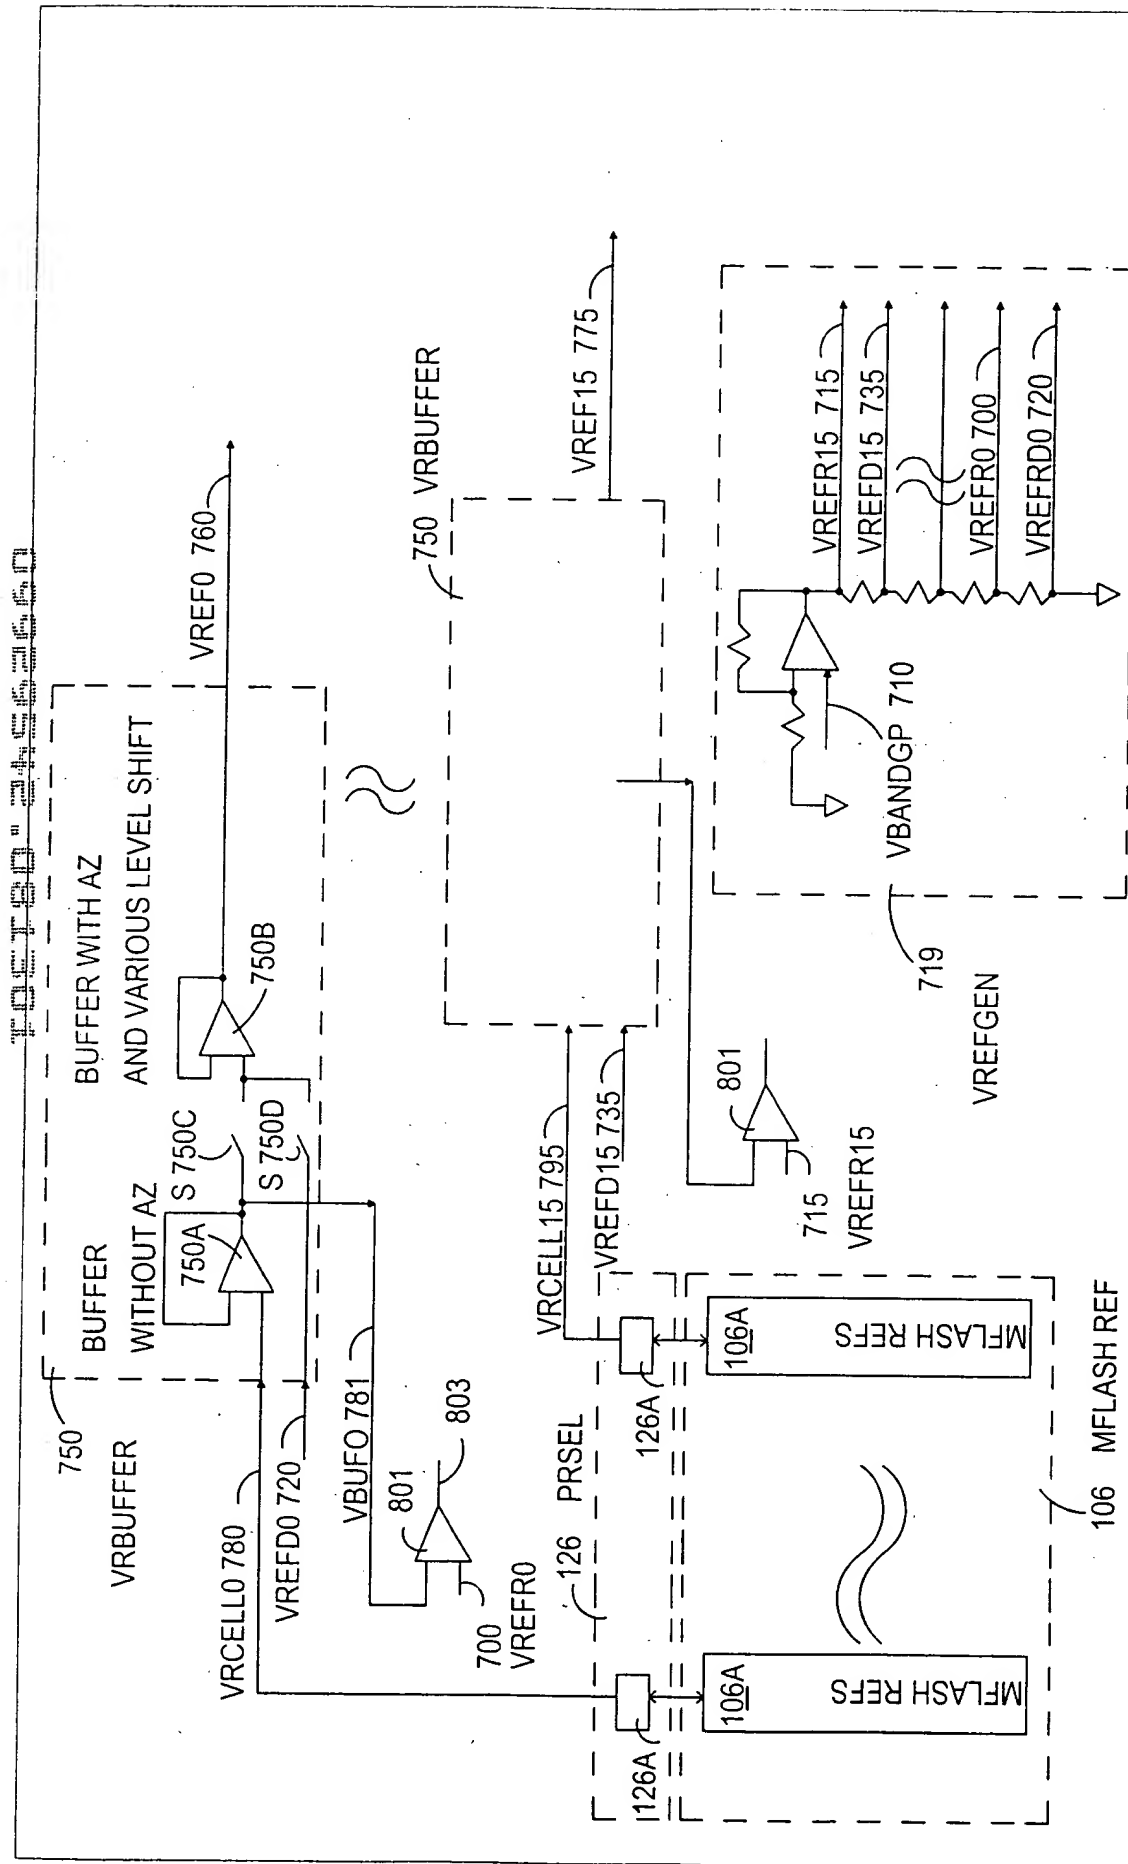 750
VRBUFFER
BUFFER
WITHOUT AZ
750A
S 750C
S 750D
BUFFER WITH AZ
AND VARIOUS LEVEL SHIFT
750B
VREF0 760
VRCELL0 780
VREFD0 720
VBUFO 781
801
803
700
VREFR0
750 VRBUFFER
VREF15 775
VRCELL15 795
VREFD15 735
801
715
VREFR15
126 PRSEL
126A
126A
106A
MFLASH REFS
106A
MFLASH REFS
106 MFLASH REF
719
VREFGEN
VBANDGP 710
VREFR15 715
VREFD15 735
VREFR0 700
VREFRD0 720